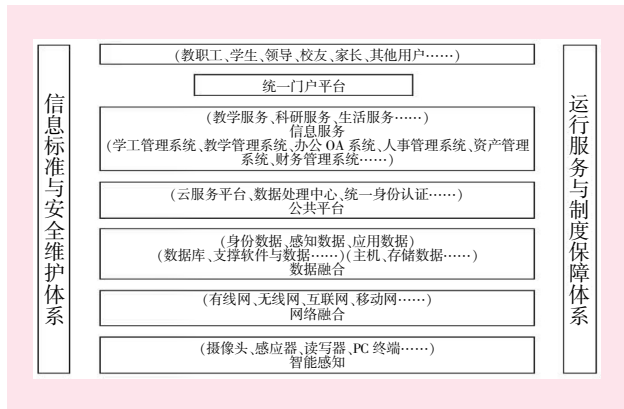 信息标准与安全维护体系
(教职工、学生、领导、校友、家长、其他用户……)
统一门户平台
(教学服务、科研服务、生活服务……)
信息服务
(学工管理系统、教学管理系统、办公 OA 系统、人事管理系统、资产管理
系统、财务管理系统……)
(云服务平台、数据处理中心、统一身份认证……)
公共平台
(身份数据、感知数据、应用数据)
(数据库、支撑软件与数据……)(主机、存储数据……)
数据融合
(有线网、无线网、互联网、移动网……)
网络融合
(摄像头、感应器、读写器、PC 终端……)
智能感知
运行服务与制度保障体系